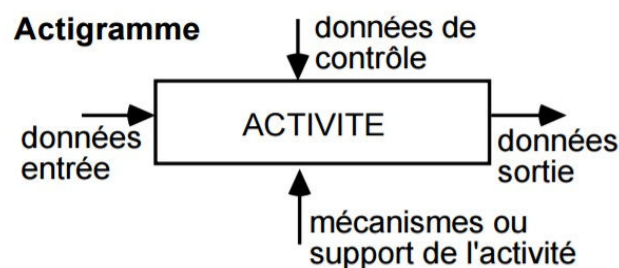 Actigramme
données de
contrôle
données
entrée
ACTIVITE
données
sortie
mécanismes ou
support de l'activité